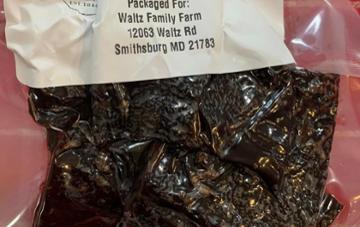 Packaged For:
Waltz Family Farm
12063 Waltz Rd
Smithsburg MD 21783